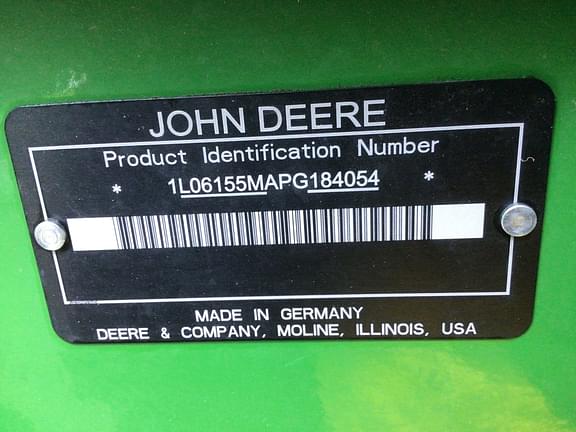 JOHN DEERE
Product Identification Number
* 1L06155MAPG184054 *
MADE IN GERMANY
DEERE & COMPANY, MOLINE, ILLINOIS, USA